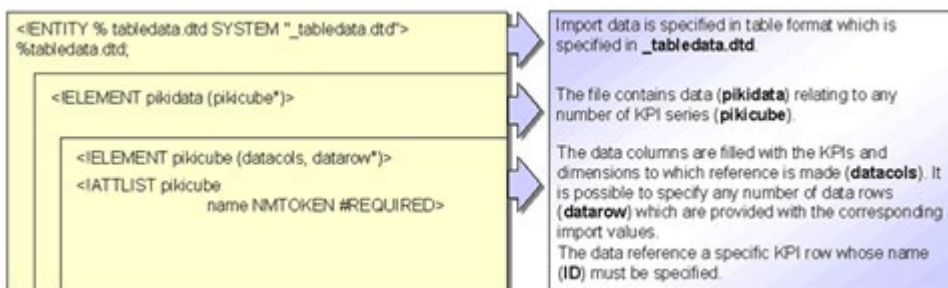 <!ENTITY % tabledata.dtd SYSTEM "_tabledata.dtd">
%tabledata.dtd;
<!ELEMENT pikidata (pikicube*)>
<!ELEMENT pikicube (datacols, datarow*)>
<!ATTLIST pikicube
name NMTOKEN #REQUIRED>
Import data is specified in table format which is
specified in _tabledata.dtd.
The file contains data (pikidata) relating to any
number of KPI series (pikicube).
The data columns are filled with the KPIs and
dimensions to which reference is made (datacols). It
is possible to specify any number of data rows
(datarow) which are provided with the corresponding
import values.
The data reference a specific KPI row whose name
(ID) must be specified.